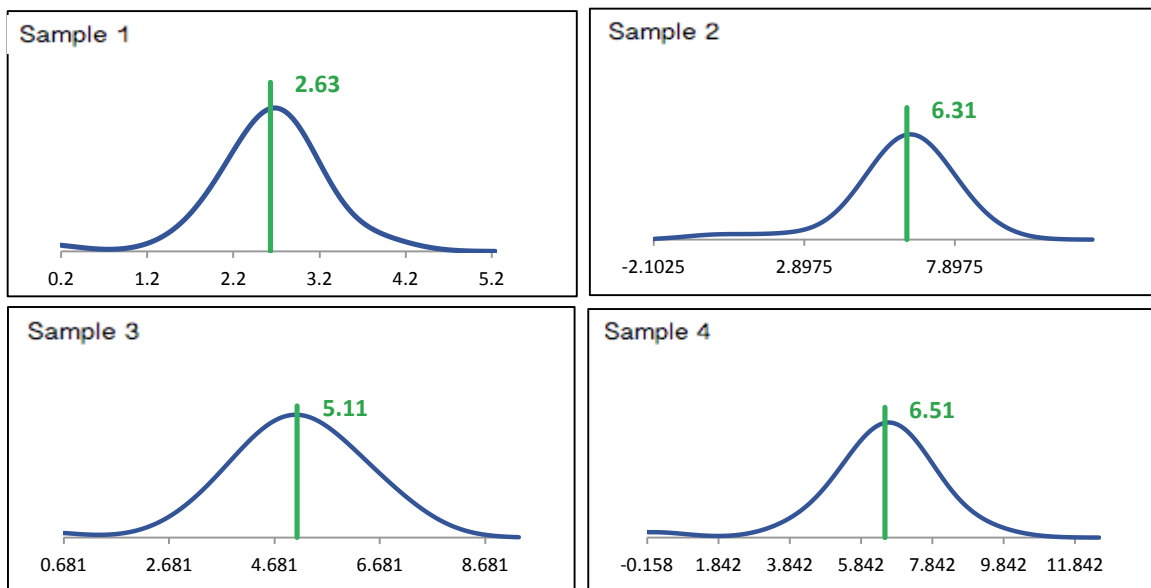 Sample 1
2.63
0.2 1.2 2.2 3.2 4.2 5.2
Sample 2
6.31
-2.1025 2.8975 7.8975
Sample 3
5.11
0.681 2.681 4.681 6.681 8.681
Sample 4
6.51
-0.158 1.842 3.842 5.842 7.842 9.842 11.842